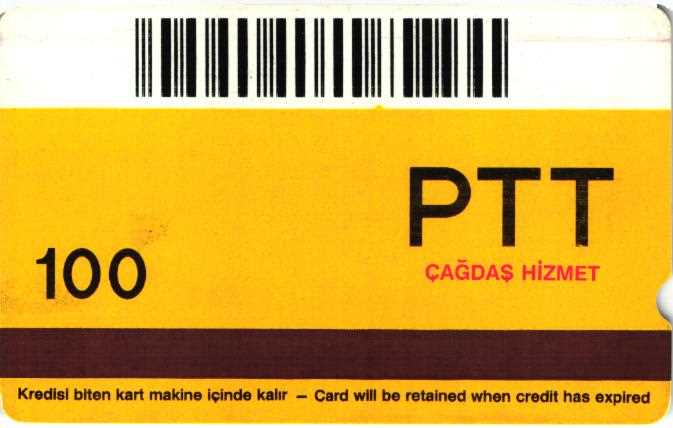 PTT
ÇAĞDAŞ HİZMET
100
Kredisi biten kart makine içinde kalır – Card will be retained when credit has expired